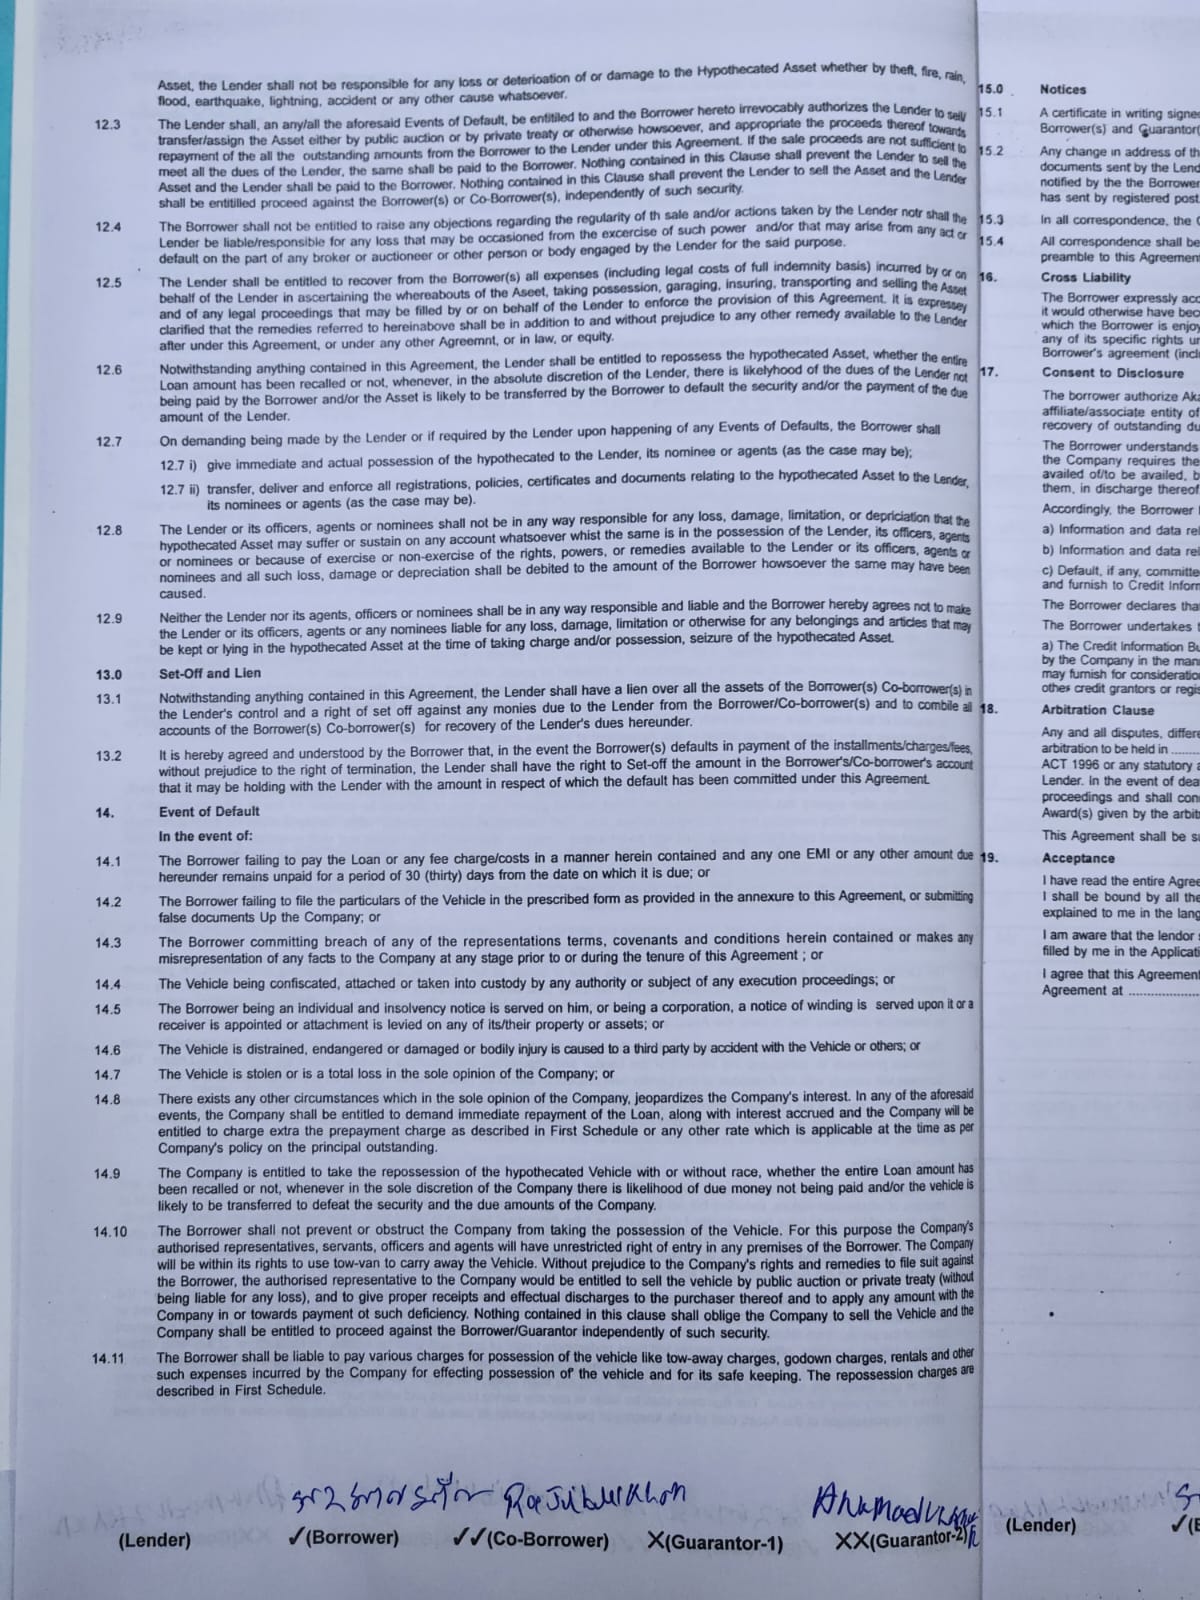 Asset, the Lender shall not be responsible for any loss or deterioation of or damage to the Hypothecated Asset whether by theft, fire, rain,
flood, earthquake, lightning, accident or any other cause whatsoever.
12.3 The Lender shall, an any/all the aforesaid Events of Default, be entitiled to and the Borrower hereto irrevocably authorizes the Lender to sell/
transfer/assign the Asset either by public auction or by private treaty or otherwise howsoever, and appropriate the proceeds thereof towards
repayment of the all the outstanding amounts from the Borrower to the Lender under this Agreement. If the sale proceeds are not sufficient to
meet all the dues of the Lender, the same shall be paid to the Borrower. Nothing contained in this Clause shall prevent the Lender to sell the
Asset and the Lender shall be paid to the Borrower. Nothing contained in this Clause shall prevent the Lender to sell the Asset and the Lender
shall be entitilled proceed against the Borrower(s) or Co-Borrower(s), independently of such security.
12.4 The Borrower shall not be entitled to raise any objections regarding the regularity of th sale and/or actions taken by the Lender notr shall the
Lender be liable/responsible for any loss that may be occasioned from the excercise of such power and/or that may arise from any act or
default on the part of any broker or auctioneer or other person or body engaged by the Lender for the said purpose.
12.5 The Lender shall be entitled to recover from the Borrower(s) all expenses (including legal costs of full indemnity basis) incurred by or on
behalf of the Lender in ascertaining the whereabouts of the Aseet, taking possession, garaging, insuring, transporting and selling the Asset
and of any legal proceedings that may be filled by or on behalf of the Lender to enforce the provision of this Agreement. It is expressey
clarified that the remedies referred to hereinabove shall be in addition to and without prejudice to any other remedy available to the Lender
after under this Agreement, or under any other Agreemnt, or in law, or equity.
12.6 Notwithstanding anything contained in this Agreement, the Lender shall be entitled to repossess the hypothecated Asset, whether the entire
Loan amount has been recalled or not, whenever, in the absolute discretion of the Lender, there is likelyhood of the dues of the Lender not
being paid by the Borrower and/or the Asset is likely to be transferred by the Borrower to default the security and/or the payment of the due
amount of the Lender.
12.7 On demanding being made by the Lender or if required by the Lender upon happening of any Events of Defaults, the Borrower shall
12.7 i) give immediate and actual possession of the hypothecated to the Lender, its nominee or agents (as the case may be);
12.7 ii) transfer, deliver and enforce all registrations, policies, certificates and documents relating to the hypothecated Asset to the Lender,
its nominees or agents (as the case may be).
12.8 The Lender or its officers, agents or nominees shall not be in any way responsible for any loss, damage, limitation, or depriciation that the
hypothecated Asset may suffer or sustain on any account whatsoever whist the same is in the possession of the Lender, its officers, agents
or nominees or because of exercise or non-exercise of the rights, powers, or remedies available to the Lender or its officers, agents or
nominees and all such loss, damage or depreciation shall be debited to the amount of the Borrower howsoever the same may have been
caused.
12.9 Neither the Lender nor its agents, officers or nominees shall be in any way responsible and liable and the Borrower hereby agrees not to make
the Lender or its officers, agents or any nominees liable for any loss, damage, limitation or otherwise for any belongings and articles that may
be kept or lying in the hypothecated Asset at the time of taking charge and/or possession, seizure of the hypothecated Asset.
13.0 Set-Off and Lien
13.1 Notwithstanding anything contained in this Agreement, the Lender shall have a lien over all the assets of the Borrower(s) Co-borrower(s) in
the Lender's control and a right of set off against any monies due to the Lender from the Borrower/Co-borrower(s) and to combile all
accounts of the Borrower(s) Co-borrower(s) for recovery of the Lender's dues hereunder.
13.2 It is hereby agreed and understood by the Borrower that, in the event the Borrower(s) defaults in payment of the installments/charges/fees,
without prejudice to the right of termination, the Lender shall have the right to Set-off the amount in the Borrower's/Co-borrower's account
that it may be holding with the Lender with the amount in respect of which the default has been committed under this Agreement.
14. Event of Default
In the event of:
14.1 The Borrower failing to pay the Loan or any fee charge/costs in a manner herein contained and any one EMI or any other amount due
hereunder remains unpaid for a period of 30 (thirty) days from the date on which it is due; or
14.2 The Borrower failing to file the particulars of the Vehicle in the prescribed form as provided in the annexure to this Agreement, or submitting
false documents Up the Company; or
14.3 The Borrower committing breach of any of the representations terms, covenants and conditions herein contained or makes any
misrepresentation of any facts to the Company at any stage prior to or during the tenure of this Agreement ; or
14.4 The Vehicle being confiscated, attached or taken into custody by any authority or subject of any execution proceedings; or
14.5 The Borrower being an individual and insolvency notice is served on him, or being a corporation, a notice of winding is served upon it or a
receiver is appointed or attachment is levied on any of its/their property or assets; or
14.6 The Vehicle is distrained, endangered or damaged or bodily injury is caused to a third party by accident with the Vehicle or others; or
14.7 The Vehicle is stolen or is a total loss in the sole opinion of the Company; or
14.8 There exists any other circumstances which in the sole opinion of the Company, jeopardizes the Company's interest. In any of the aforesaid
events, the Company shall be entitled to demand immediate repayment of the Loan, along with interest accrued and the Company will be
entitled to charge extra the prepayment charge as described in First Schedule or any other rate which is applicable at the time as per
Company's policy on the principal outstanding.
14.9 The Company is entitled to take the repossession of the hypothecated Vehicle with or without race, whether the entire Loan amount has
been recalled or not, whenever in the sole discretion of the Company there is likelihood of due money not being paid and/or the vehicle is
likely to be transferred to defeat the security and the due amounts of the Company.
14.10 The Borrower shall not prevent or obstruct the Company from taking the possession of the Vehicle. For this purpose the Company's
authorised representatives, servants, officers and agents will have unrestricted right of entry in any premises of the Borrower. The Company
will be within its rights to use tow-van to carry away the Vehicle. Without prejudice to the Company's rights and remedies to file suit against
the Borrower, the authorised representative to the Company would be entitled to sell the vehicle by public auction or private treaty (without
being liable for any loss), and to give proper receipts and effectual discharges to the purchaser thereof and to apply any amount with the
Company in or towards payment ot such deficiency. Nothing contained in this clause shall oblige the Company to sell the Vehicle and the
Company shall be entitled to proceed against the Borrower/Guarantor independently of such security.
14.11 The Borrower shall be liable to pay various charges for possession of the vehicle like tow-away charges, godown charges, rentals and other
such expenses incurred by the Company for effecting possession of the vehicle and for its safe keeping. The repossession charges are
described in First Schedule.
(Lender) ✓(Borrower) ✓✓(Co-Borrower) X(Guarantor-1) XX(Guarantor-2)
15.0 Notices
15.1 A certificate in writing signe
Borrower(s) and Guarantor
15.2 Any change in address of th
documents sent by the Lend
notified by the the Borrower
has sent by registered post
15.3 In all correspondence, the
15.4 All correspondence shall be
preamble to this Agreement
16. Cross Liability
The Borrower expressly acc
it would otherwise have bec
which the Borrower is enjoy
any of its specific rights un
Borrower's agreement (incl
17. Consent to Disclosure
The borrower authorize Aka
affiliate/associate entity of
recovery of outstanding du
The Borrower understands
the Company requires the
availed of/to be availed, b
them, in discharge thereof
Accordingly, the Borrower
a) Information and data rel
b) Information and data rel
c) Default, if any, committe
and furnish to Credit Inform
The Borrower declares tha
The Borrower undertakes t
a) The Credit Information Bu
by the Company in the man
may furnish for consideratio
othes credit grantors or regis
18. Arbitration Clause
Any and all disputes, differe
arbitration to be held in ........
ACT 1996 or any statutory a
Lender. In the event of dea
proceedings and shall con
Award(s) given by the arbit
This Agreement shall be su
19. Acceptance
I have read the entire Agree
I shall be bound by all the
explained to me in the lang
I am aware that the lendor
filled by me in the Applicati
I agree that this Agreement
Agreement at ....................
(Lender)